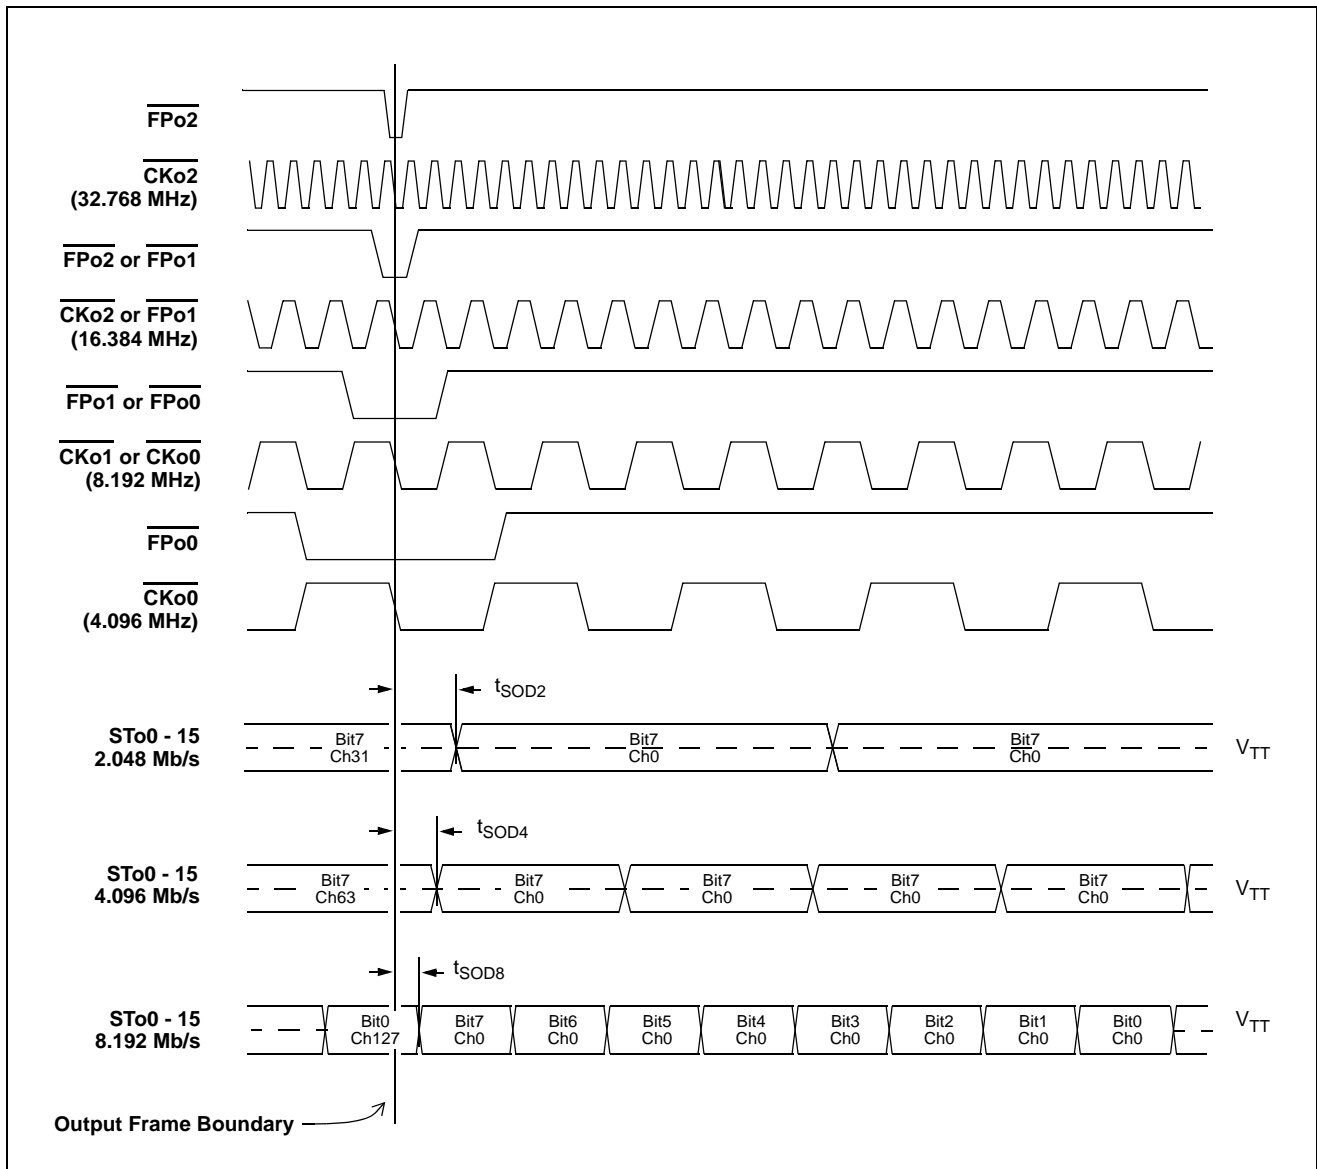 FPo2
CKo2
(32.768 MHz)
FPo2 or FPo1
CKo2 or FPo1
(16.384 MHz)
FPo1 or FPo0
CKo1 or CKo0
(8.192 MHz)
FPo0
CKo0
(4.096 MHz)
tSOD2
STo0 - 15
2.048 Mb/s
Bit7
Ch31
Bit7
Ch0
Bit7
Ch0
VTT
tSOD4
STo0 - 15
4.096 Mb/s
Bit7
Ch63
Bit7
Ch0
Bit7
Ch0
Bit7
Ch0
Bit7
Ch0
VTT
tSOD8
STo0 - 15
8.192 Mb/s
Bit0
Ch127
Bit7
Ch0
Bit6
Ch0
Bit5
Ch0
Bit4
Ch0
Bit3
Ch0
Bit2
Ch0
Bit1
Ch0
Bit0
Ch0
VTT
Output Frame Boundary